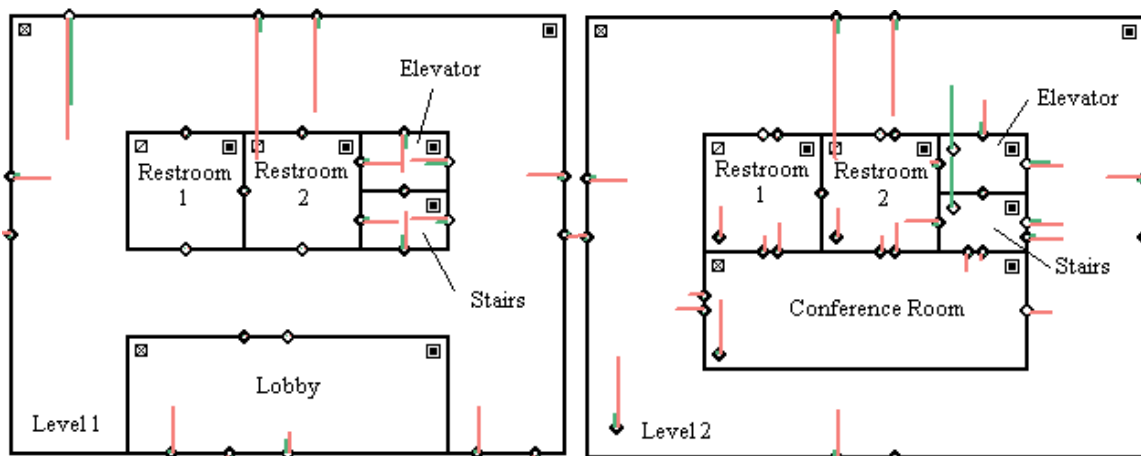 Elevator
Restroom
1
Restroom
2
Stairs
Lobby
Level 1
Elevator
Restroom
1
Restroom
2
Stairs
Conference Room
Level 2